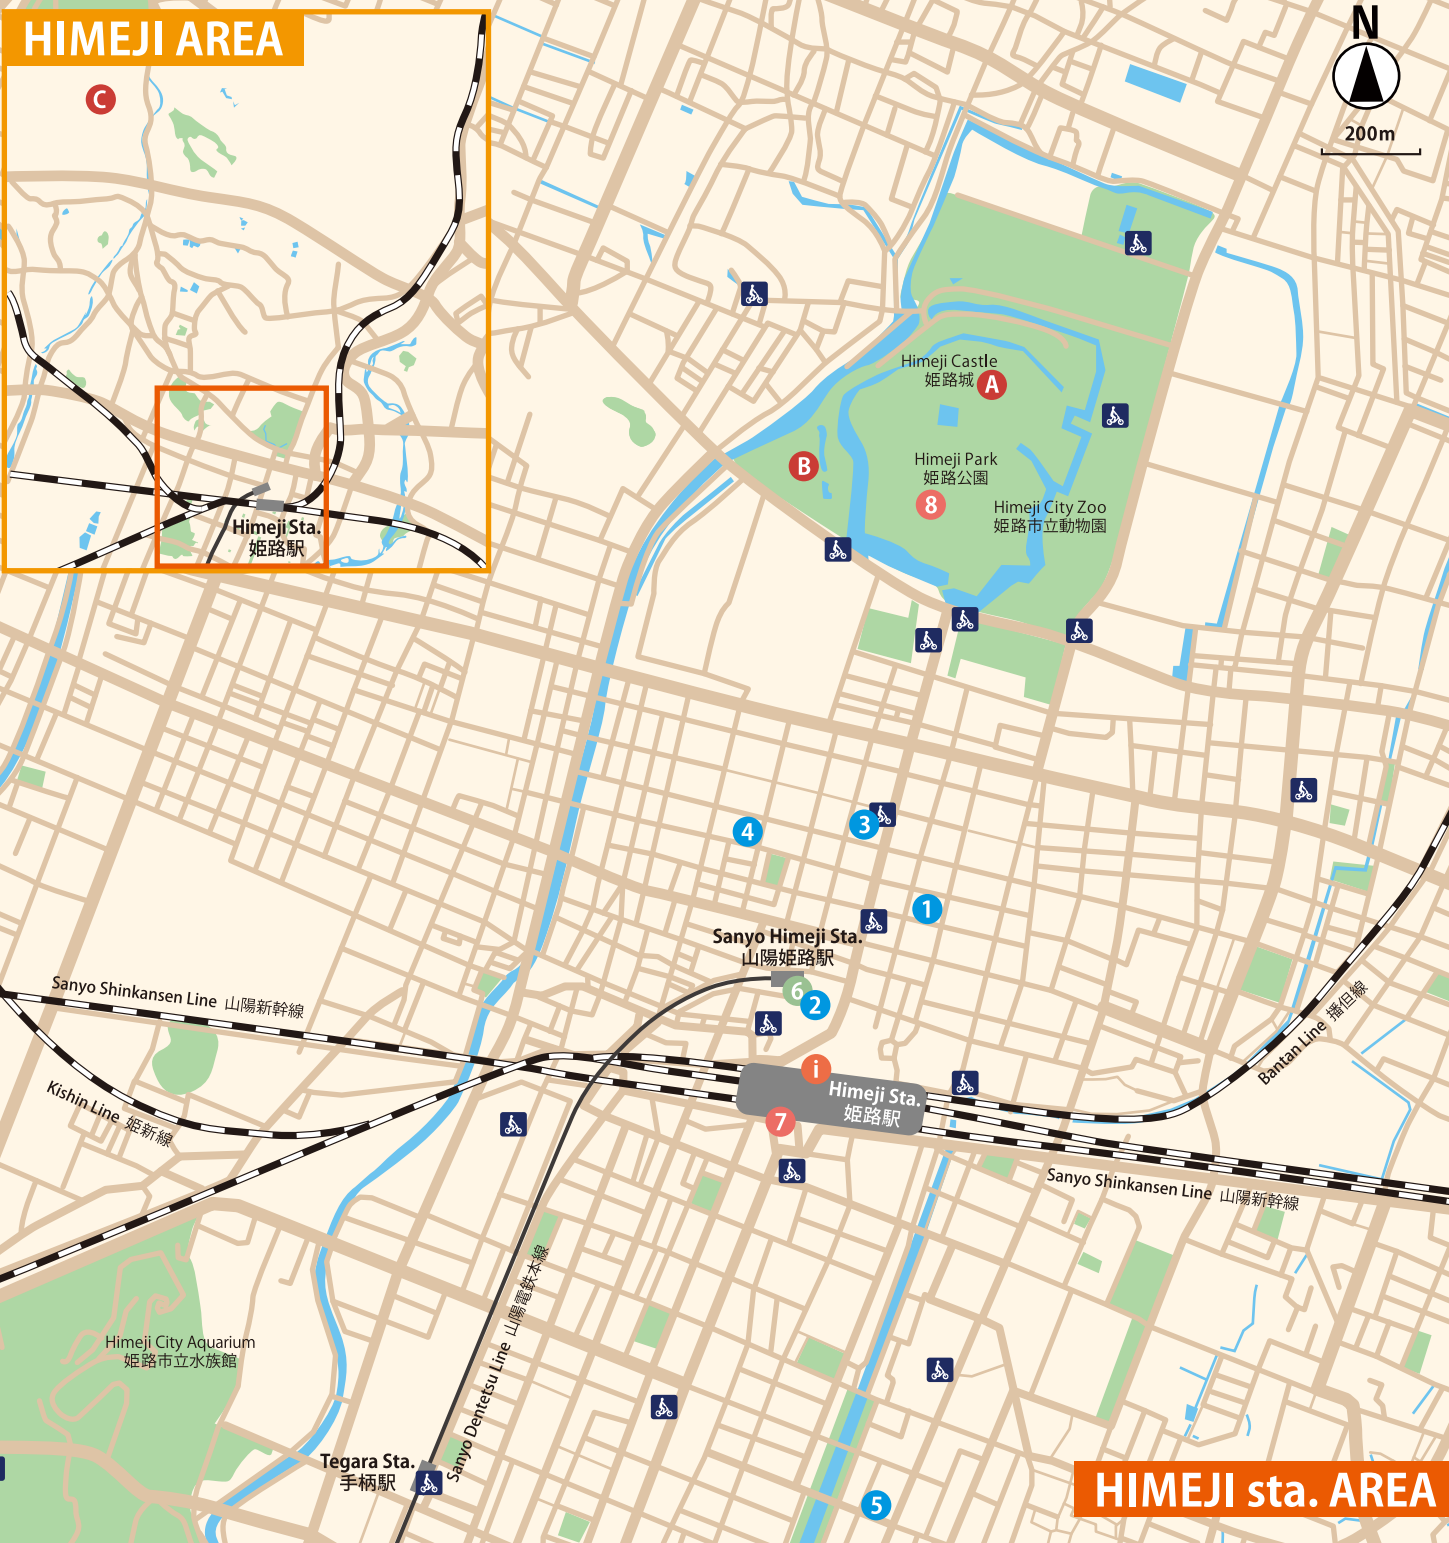 HIMEJI AREA
C
Himeji Sta.
姫路駅
N
200m
Himeji Castle
姫路城
A
B
Himeji Park
姫路公園
8
Himeji City Zoo
姫路市立動物園
4
3
1
Sanyo Himeji Sta.
山陽姫路駅
6
2
Sanyo Shinkansen Line 山陽新幹線
Kishin Line 姫新線
Bantan Line 播但線
i
Himeji Sta.
姫路駅
7
Sanyo Shinkansen Line 山陽新幹線
Himeji City Aquarium
姫路市立水族館
Sanyo Dentetsu Line 山陽電鉄本線
Tegara Sta.
手柄駅
5
HIMEJI sta. AREA